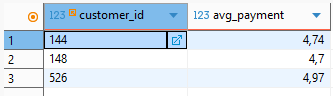 123 customer_id 123 avg_payment
1 144 4,74
2 148 4,7
3 526 4,97